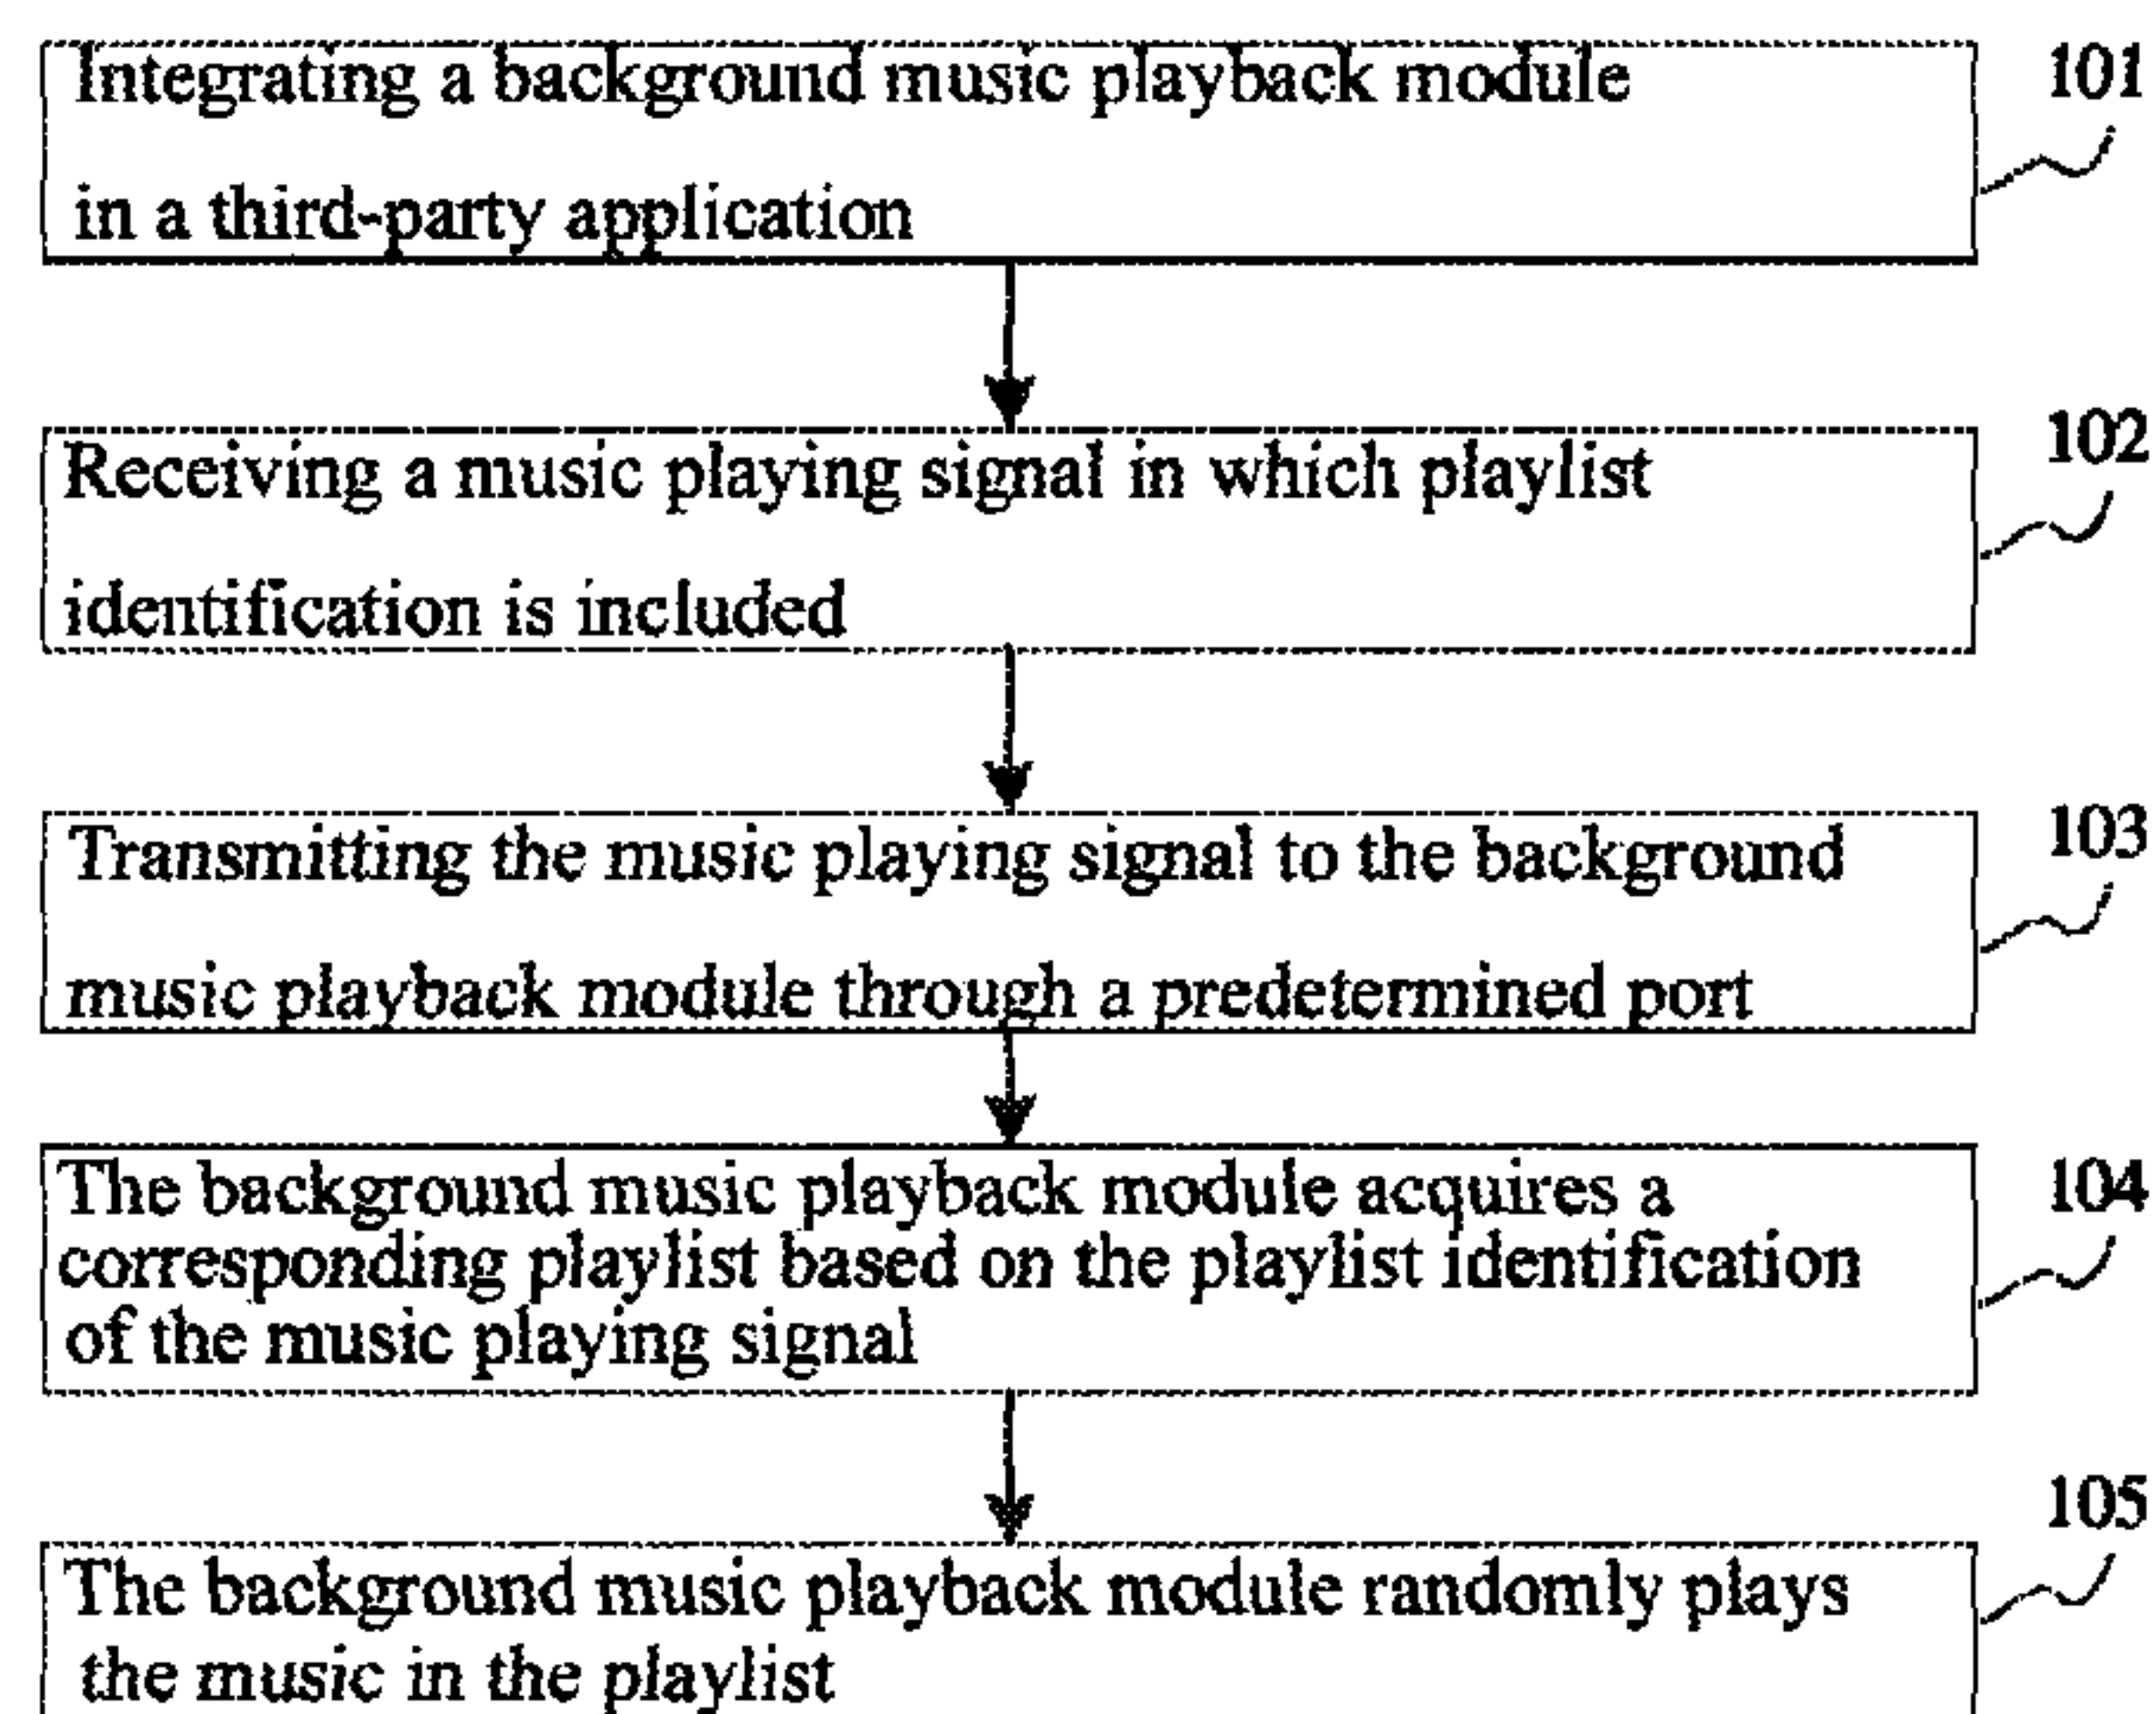 Integrating a background music playback module
101
in a third-party application
Receiving a music playing signal in which playlist
102
identification is included
Transmitting the music playing signal to the background
103
music playback module through a predetermined port
The background music playback module acquires a
104
corresponding playlist based on the playlist identification
of the music playing signal
105
The background music playback module randomly plays
the music in the playlist